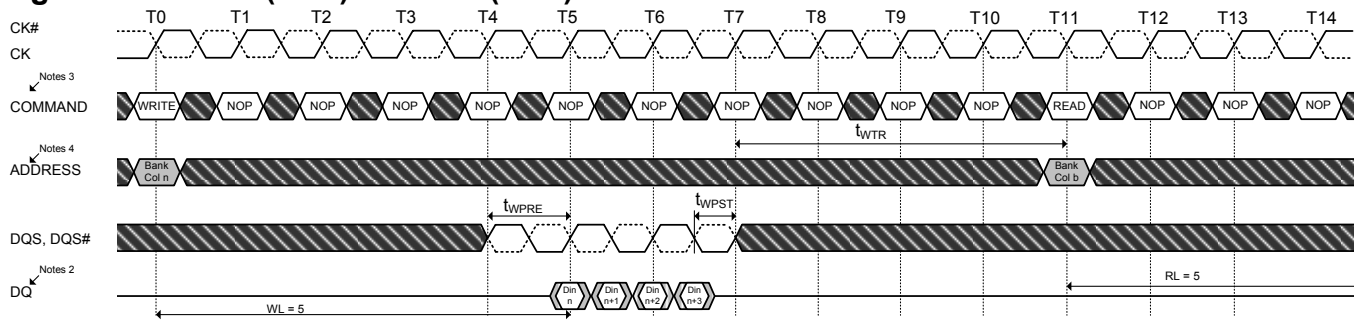 T0 T1 T2 T3 T4 T5 T6 T7 T8 T9 T10 T11 T12 T13 T14
CK#
CK
Notes 3
COMMAND
WRITE NOP NOP NOP NOP NOP NOP NOP NOP NOP NOP READ NOP NOP NOP
tWTR
Notes 4
ADDRESS
Bank Bank
Col n Col b
tWPRE tWPST
DQS, DQS#
Notes 2
DQ
Din Din Din Din
n n+1 n+2 n+3
RL = 5
WL = 5